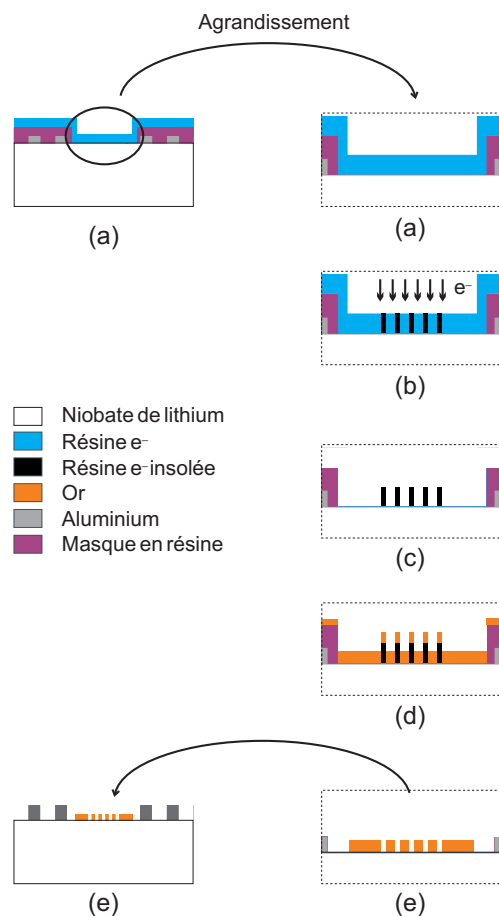 Agrandissement
(a)
(a)
e–
(b)
Niobate de lithium
Résine e–
Résine e–insolée
Or
Aluminium
Masque en résine
(c)
(d)
(e)
(e)